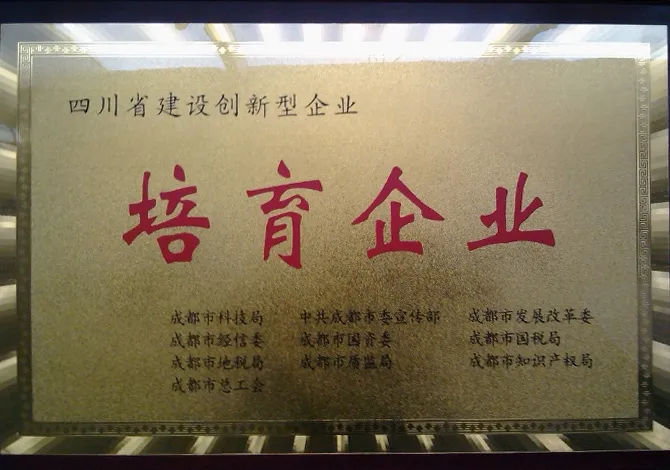 四川省建设创新型企业
培育企业
成都市科技局 中共成都市委宣传部 成都市发展改革委
成都市经信委 成都市国资委 成都市国税局
成都市地税局 成都市质监局 成都市知识产权局
成都市总工会